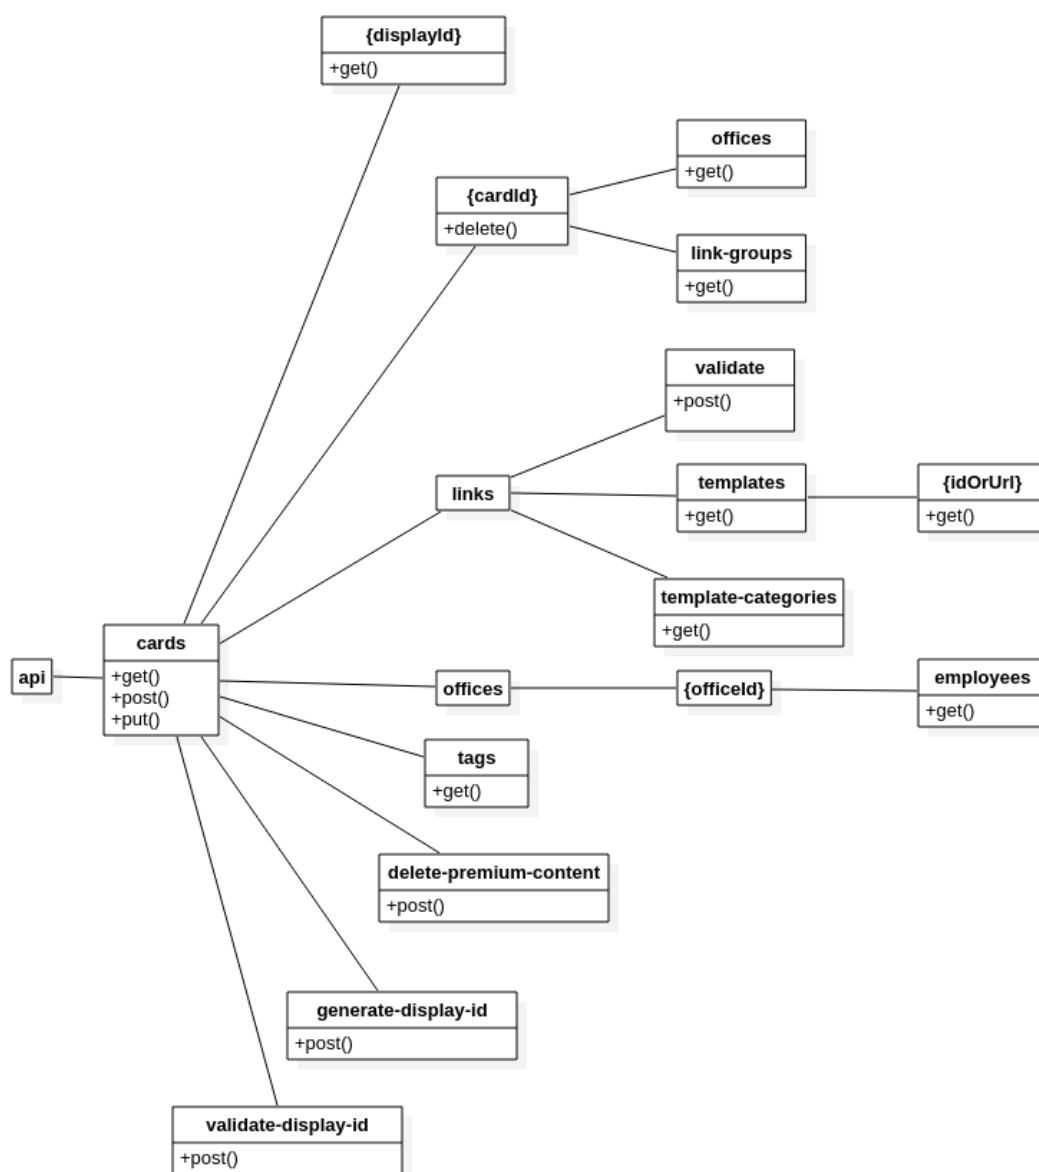 {displayId}
+get()
{cardId}
+delete()
offices
+get()
link-groups
+get()
validate
+post()
links
templates
+get()
{idOrUrl}
+get()
template-categories
+get()
api
cards
+get()
+post()
+put()
offices
{officeId}
employees
+get()
tags
+get()
delete-premium-content
+post()
generate-display-id
+post()
validate-display-id
+post()